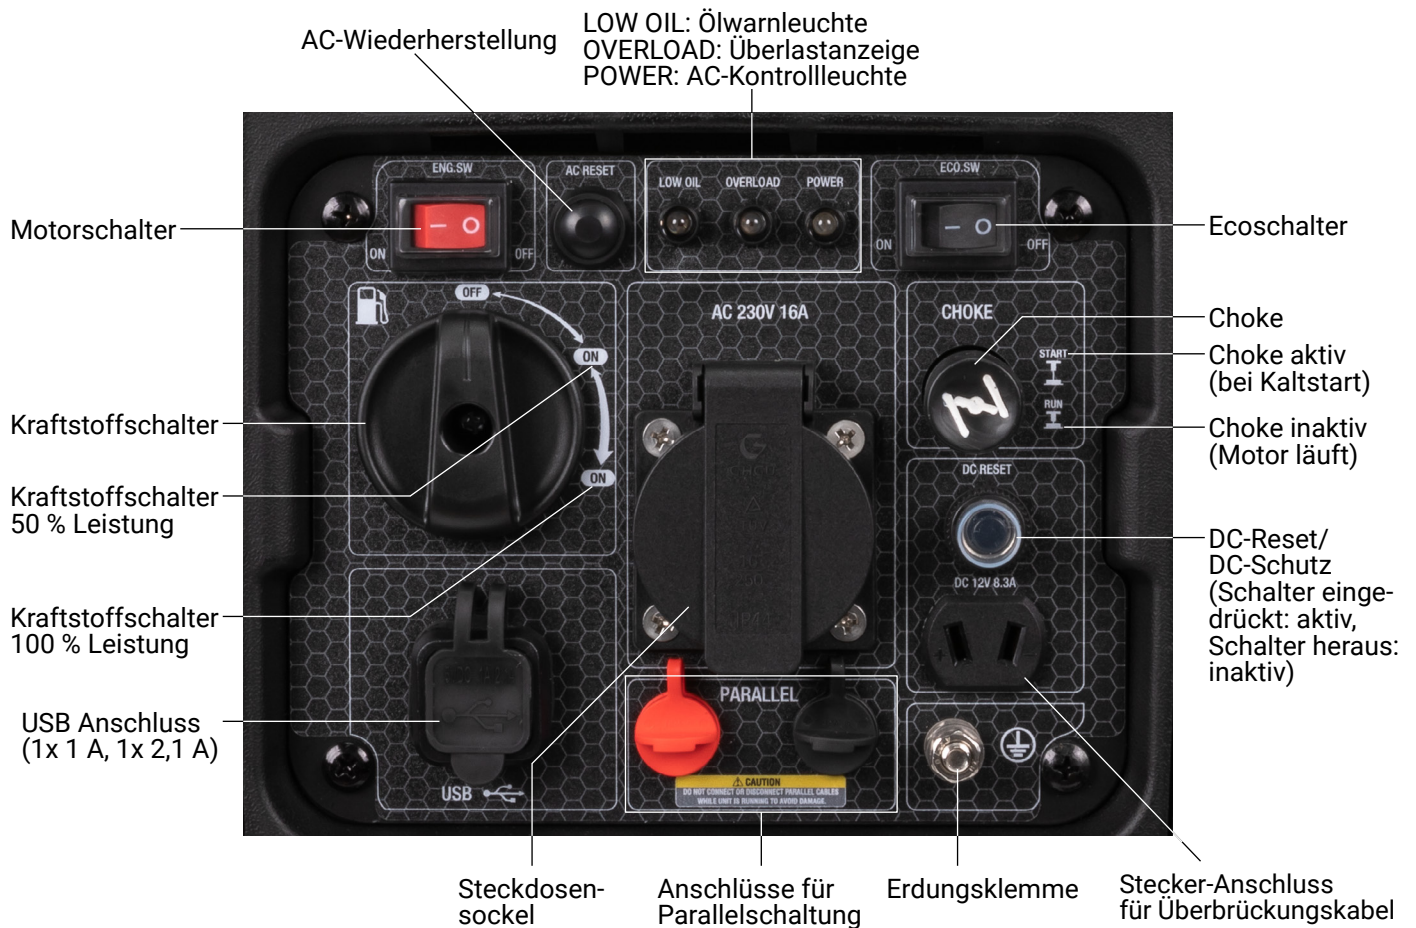 AC-Wiederherstellung
LOW OIL: Ölwarnleuchte
OVERLOAD: Überlastanzeige
POWER: AC-Kontrollleuchte
ENG.SW
AC RESET
LOW OIL
OVERLOAD
POWER
ECO.SW
ON
OFF
ON
OFF
Motorschalter
Ecoschalter
OFF
ON
ON
AC 230V 16A
CHOKE
START
RUN
Choke
Choke aktiv
(bei Kaltstart)
Choke inaktiv
(Motor läuft)
Kraftstoffschalter
Kraftstoffschalter
50 % Leistung
Kraftstoffschalter
100 % Leistung
DC RESET
DC 12V 8.3A
+
−
DC-Reset/
DC-Schutz
(Schalter einge-
drückt: aktiv,
Schalter heraus:
inaktiv)
USB Anschluss
(1x 1 A, 1x 2,1 A)
USB
PARALLEL
CAUTION
DO NOT CONNECT OR DISCONNECT PARALLEL CABLES
WHILE UNIT IS RUNNING TO AVOID DAMAGE.
Steckdosen-
sockel
Anschlüsse für
Parallelschaltung
Erdungsklemme
Stecker-Anschluss
für Überbrückungskabel